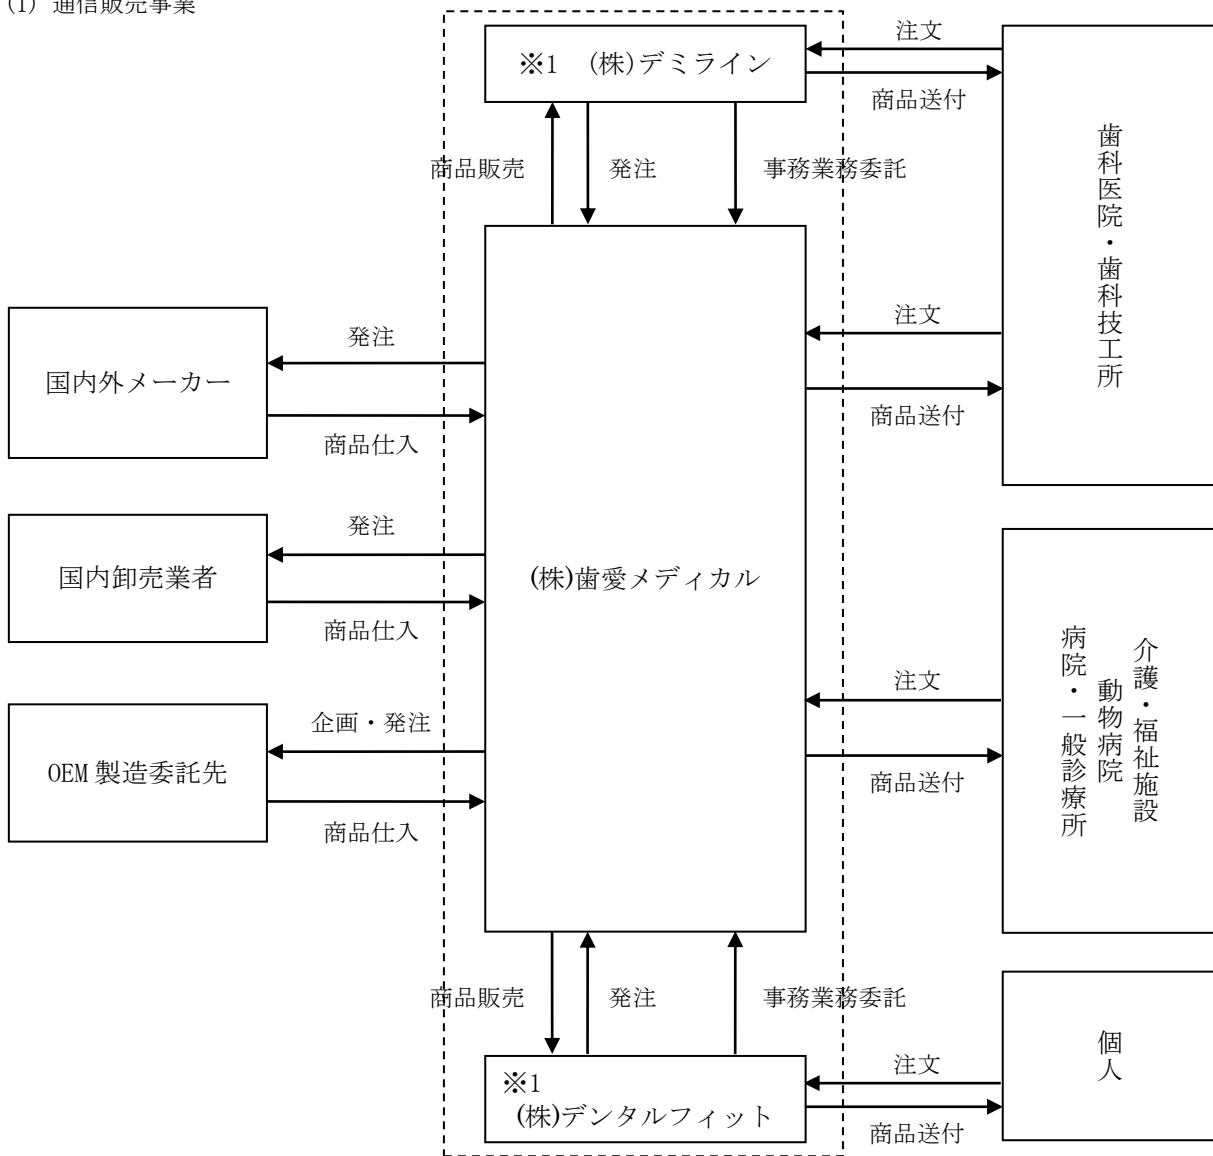 (1) 通信販売事業
※1 (株)デミライン
注文
商品送付
商品販売
発注
事務業務委託
歯科医院・歯科技工所
注文
商品送付
国内外メーカー
発注
商品仕入
国内卸売業者
発注
商品仕入
(株)歯愛メディカル
OEM製造委託先
企画・発注
商品仕入
注文
商品送付
介護・福祉施設
動物病院
病院・一般診療所
商品販売
発注
事務業務委託
※1
(株)デンタルフィット
注文
商品送付
個人